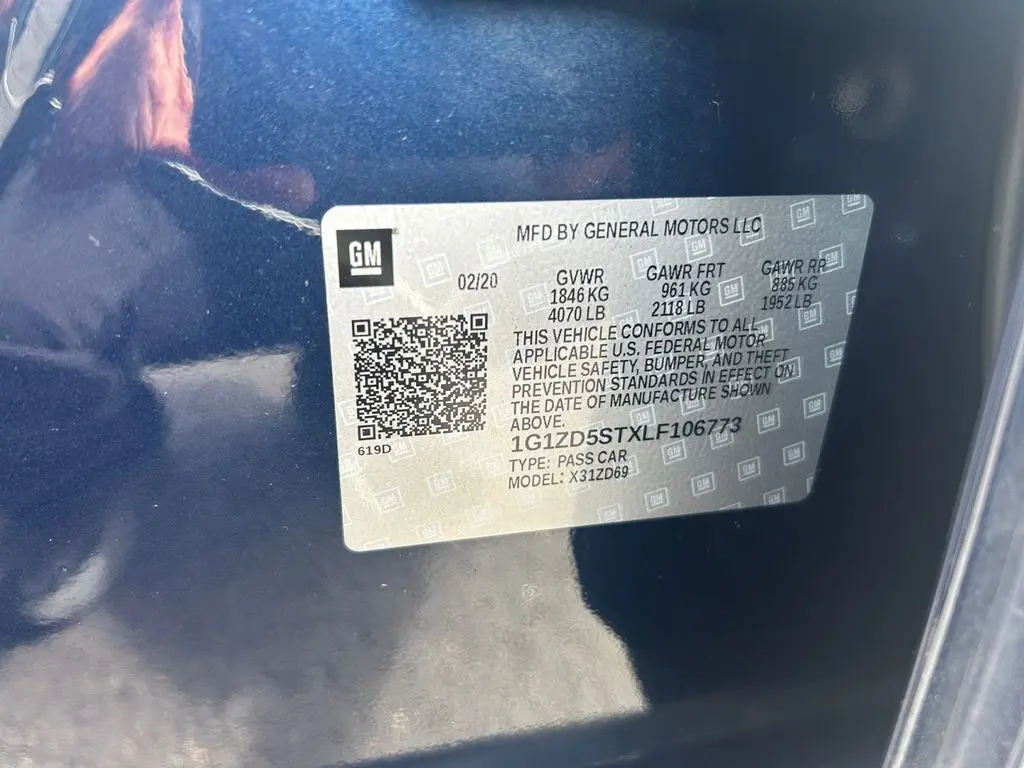 GM
MFD BY GENERAL MOTORS LLC
02/20
GVWR GAWR FRT GAWR RR
1846 KG 961 KG 885 KG
4070 LB 2118 LB 1952 LB
THIS VEHICLE CONFORMS TO ALL
APPLICABLE U.S. FEDERAL MOTOR
VEHICLE SAFETY, BUMPER, AND THEFT
PREVENTION STANDARDS IN EFFECT ON
THE DATE OF MANUFACTURE SHOWN
ABOVE.
619D
1G1ZD5STXLF106773
TYPE: PASS CAR
MODEL: X31ZD69